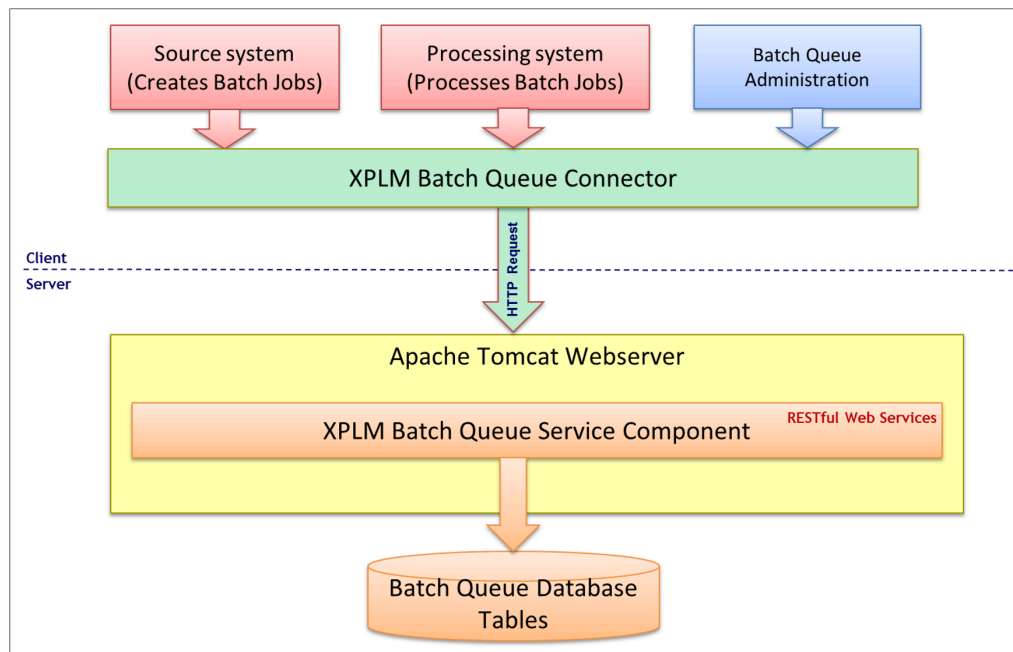 Source system
(Creates Batch Jobs)
Processing system
(Processes Batch Jobs)
Batch Queue
Administration
XPLM Batch Queue Connector
HTTP Request
Client
Server
Apache Tomcat Webserver
RESTful Web Services
XPLM Batch Queue Service Component
Batch Queue Database
Tables